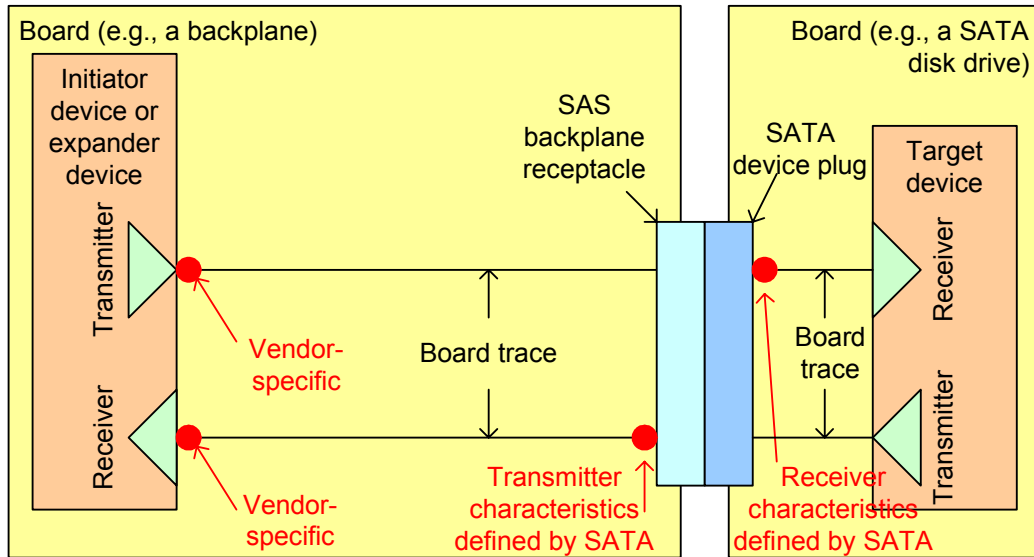 Board (e.g., a backplane)
Board (e.g., a SATA
disk drive)
Initiator
device or
expander
device
SAS
backplane
receptacle
SATA
device plug
Target
device
Transmitter
Receiver
Vendor-
specific
Board trace
Board
trace
Receiver
Transmitter
Vendor-
specific
Transmitter
characteristics
defined by SATA
Receiver
characteristics
defined by SATA